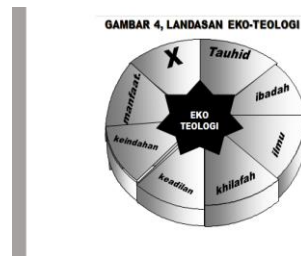 GAMBAR 4, LANDASAN EKO-TEOLOGI
X
Tauhid
ibadah
ilmu
khilafah
keadilan
keindahan
manfaat.
EKO
TEOLOGI